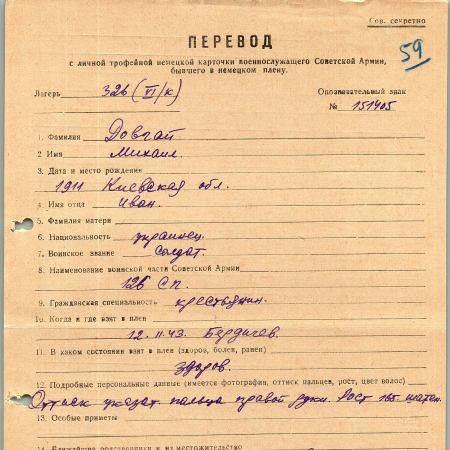 Сов. секретно
59
ПЕРЕВОД
с личной трофейной немецкой карточки военнослужащего Советской Армии,
бывшего в немецком плену.
Лагерь 326 (VI/К) Опознавательный знак
№ 151405
1. Фамилия Довгай
2 Имя Михаил.
3. Дата и место рождения
1911 Киевская обл.
4. Имя отца Иван.
5. Фамилия матери
6. Национальность украинец.
7. Воинское звание солдат.
8. Наименование воинской части Советской Армии
126 СП.
9. Гражданская специальность крестьянин.
10. Когда и где взят в плен
12.11.43. Бердичев.
11. В каком состоянии взят в плен (здоров, болен, ранен)
здоров.
12. Подробные персональные данные (имеется фотография, оттиск пальцев, рост, цвет волос)
Оттиск указат. пальца правой руки. Рост 165. шатен.
13. Особые приметы
14. Ближайшие родственники и их местожительство